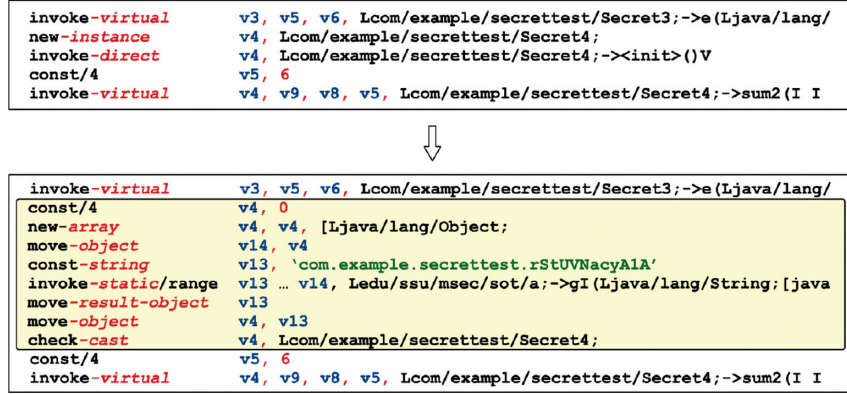 invoke-virtual v3, v5, v6, Lcom/example/secrettest/Secret3;->e(Ljava/lang/
new-instance v4, Lcom/example/secrettest/Secret4;
invoke-direct v4, Lcom/example/secrettest/Secret4;-><init>()V
const/4 v5, 6
invoke-virtual v4, v9, v8, v5, Lcom/example/secrettest/Secret4;->sum2(I I
invoke-virtual v3, v5, v6, Lcom/example/secrettest/Secret3;->e(Ljava/lang/
const/4 v4, 0
new-array v4, v4, [Ljava/lang/Object;
move-object v14, v4
const-string v13, ‘com.example.secrettest.rStUVNacyA1A’
invoke-static/range v13 … v14, Ledu/ssu/msec/sot/a;->gI(Ljava/lang/String;[java
move-result-object v13
move-object v4, v13
check-cast v4, Lcom/example/secrettest/Secret4;
const/4 v5, 6
invoke-virtual v4, v9, v8, v5, Lcom/example/secrettest/Secret4;->sum2(I I